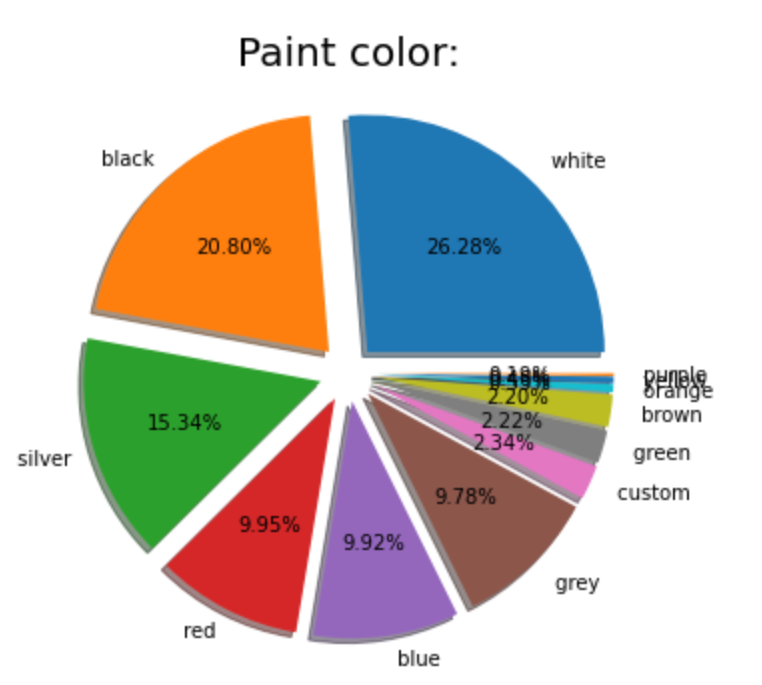 Paint color:
black
white
20.80%
26.28%
purple
yellow
orange
2.20%
brown
2.22%
15.34%
2.34%
green
silver
custom
9.78%
9.95%
9.92%
grey
red
blue